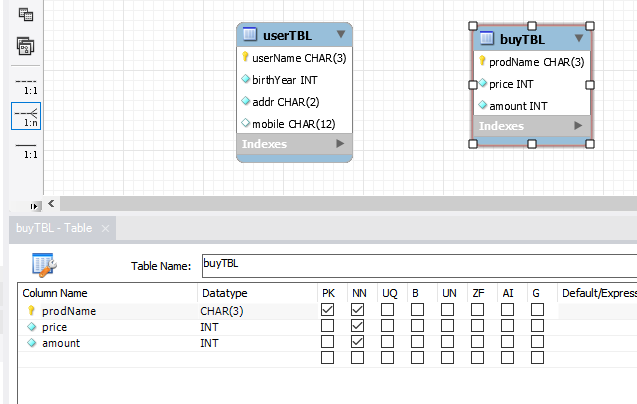 userTBL
userName CHAR(3)
birthYear INT
addr CHAR(2)
mobile CHAR(12)
Indexes
buyTBL
prodName CHAR(3)
price INT
amount INT
Indexes
1:1
1:n
1:1
buyTBL - Table
Table Name: buyTBL
Column Name Datatype PK NN UQ B UN ZF AI G Default/Express
prodName CHAR(3)
price INT
amount INT